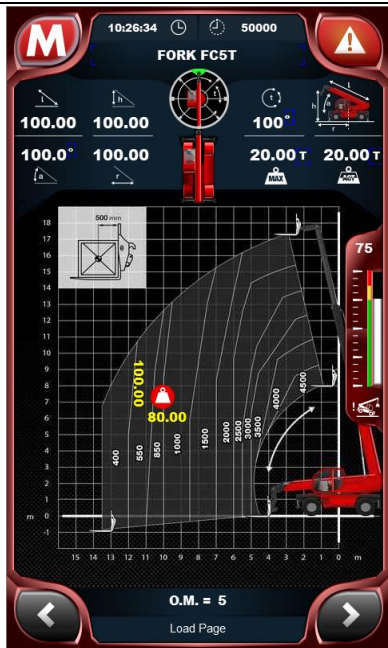 M
10:26:34 50000
FORK FC5T
l h t l h a r
100.00 100.00 100°
100.0° 100.00 20.00 T 20.00 T
a r MAX ACT
500 mm
18
17
16
15
14
13
12
11
10
9
8
7
6
5
4
3
2
1
m 0
-1
75
100.00
80.00
400 550 850 1000 1500 2000 2500 3000 3500 4000 4500
15 14 13 12 11 10 9 8 7 6 5 4 3 2 1 0 m
!
O.M. = 5
Load Page